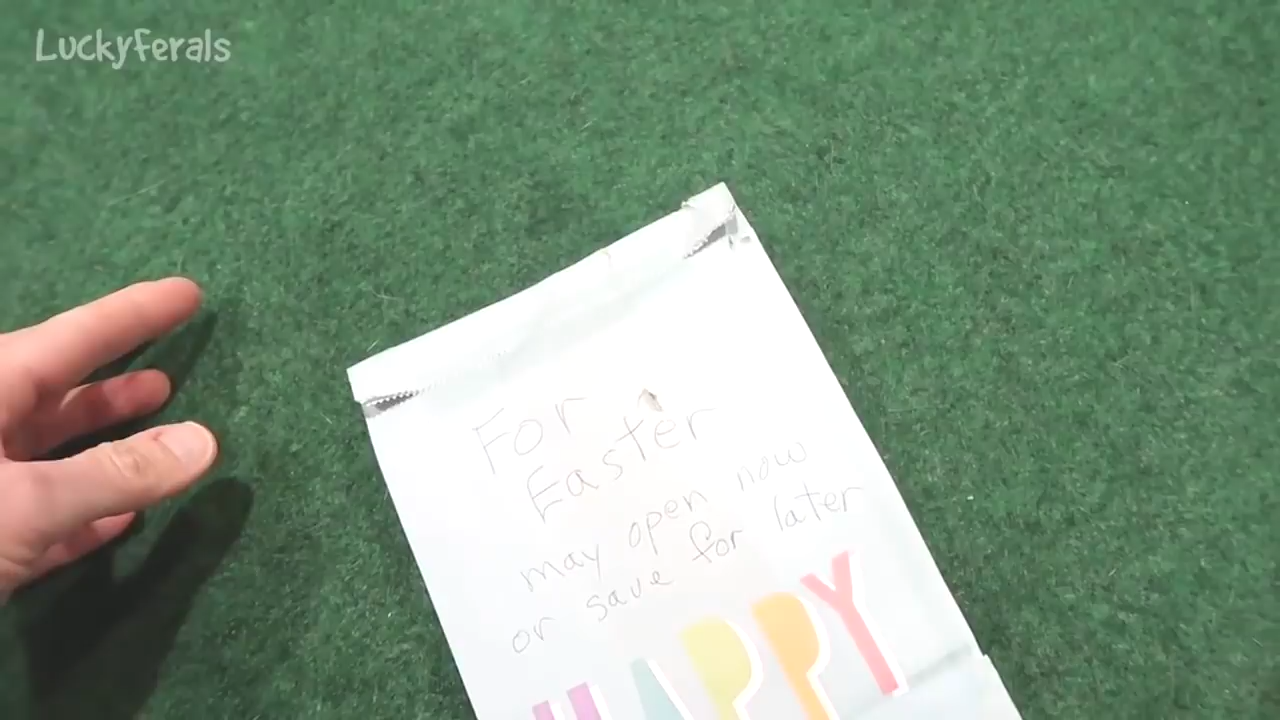 LuckyFerals
For
Easter
may open now
or save for later
HAPPY